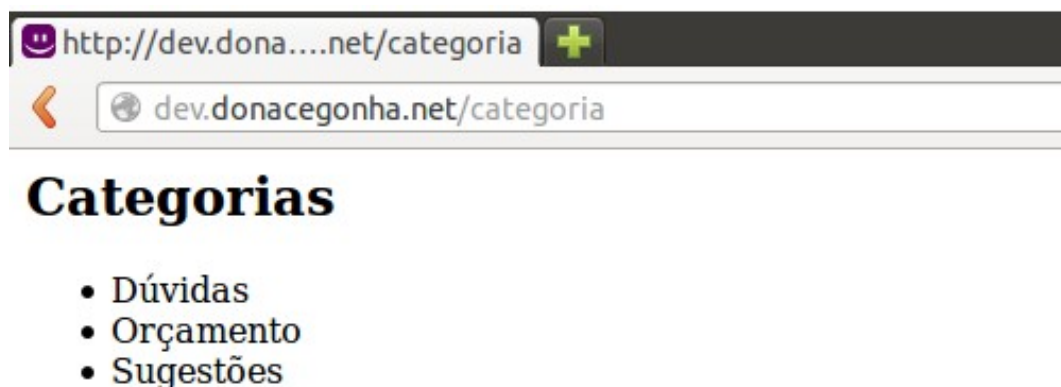 http://dev.dona....net/categoria
dev.donacegonha.net/categoria
Categorias
• Dúvidas
• Orçamento
• Sugestões